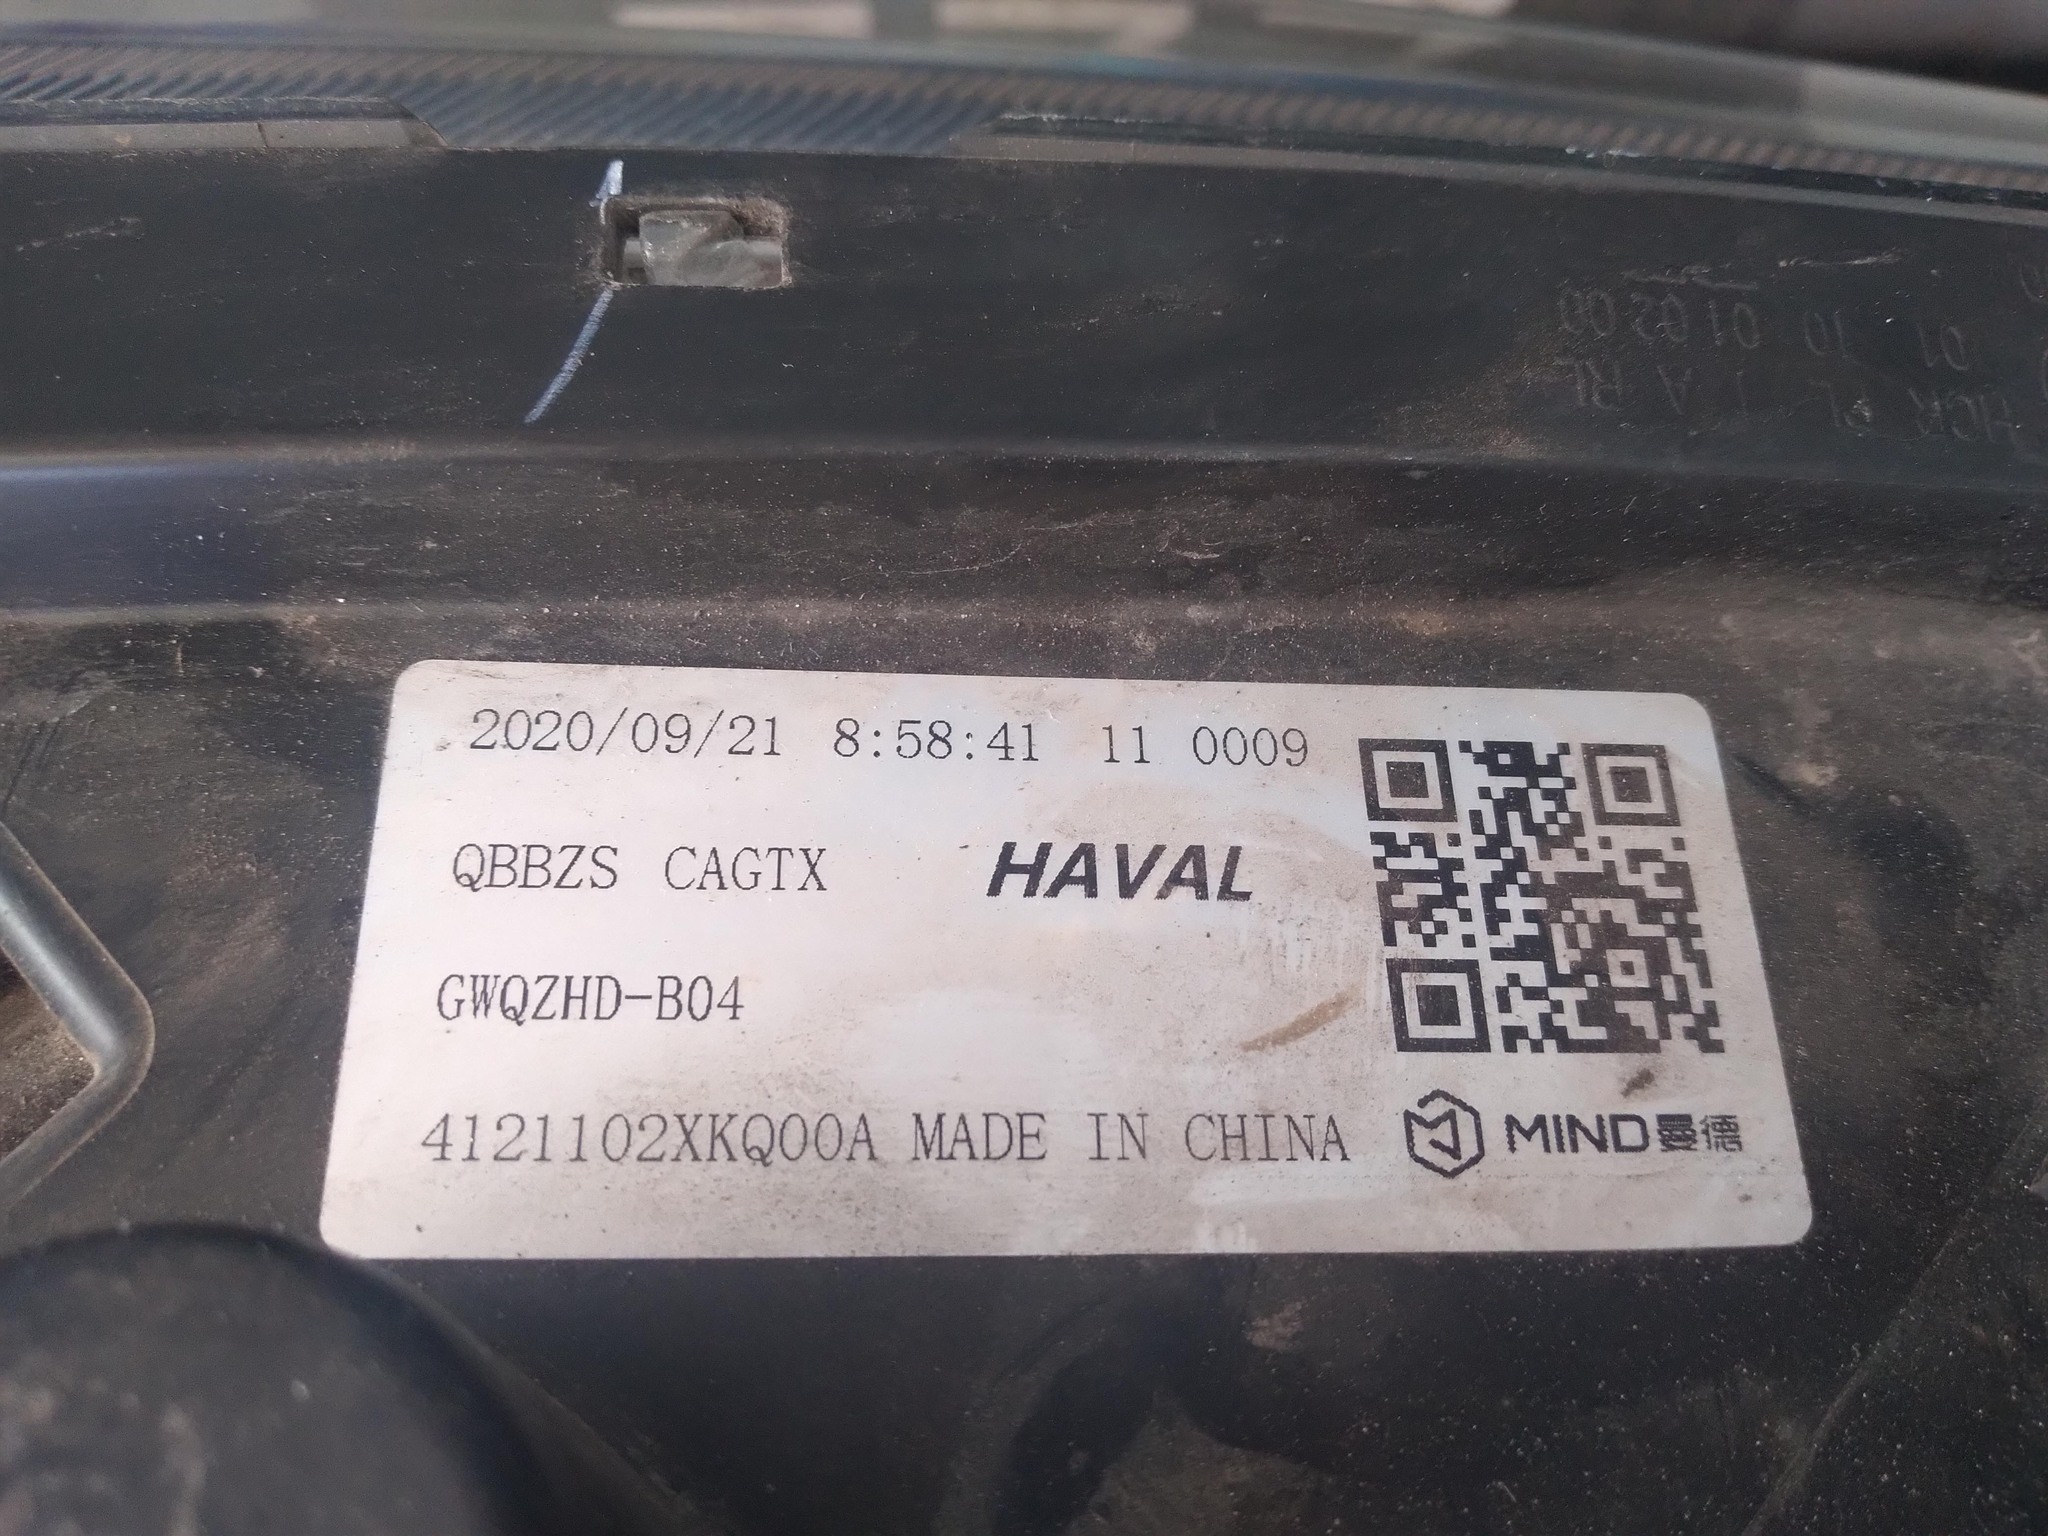 2020/09/21 8:58:41 11 0009
QBBZS CAGTX HAVAL
GWQZHD-B04
4121102XKQ00A MADE IN CHINA MIND曼德